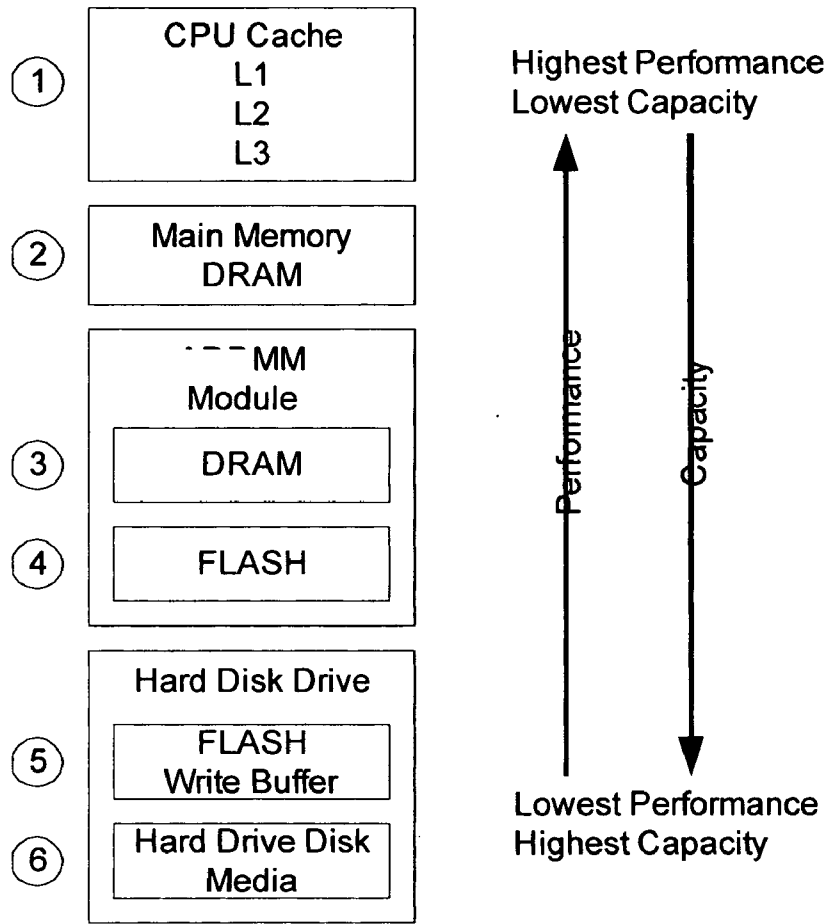 1
CPU Cache
L1
L2
L3
2
Main Memory
DRAM
MM
Module
3
DRAM
4
FLASH
Hard Disk Drive
5
FLASH
Write Buffer
6
Hard Drive Disk
Media
Highest Performance
Lowest Capacity
Performance
Capacity
Lowest Performance
Highest Capacity